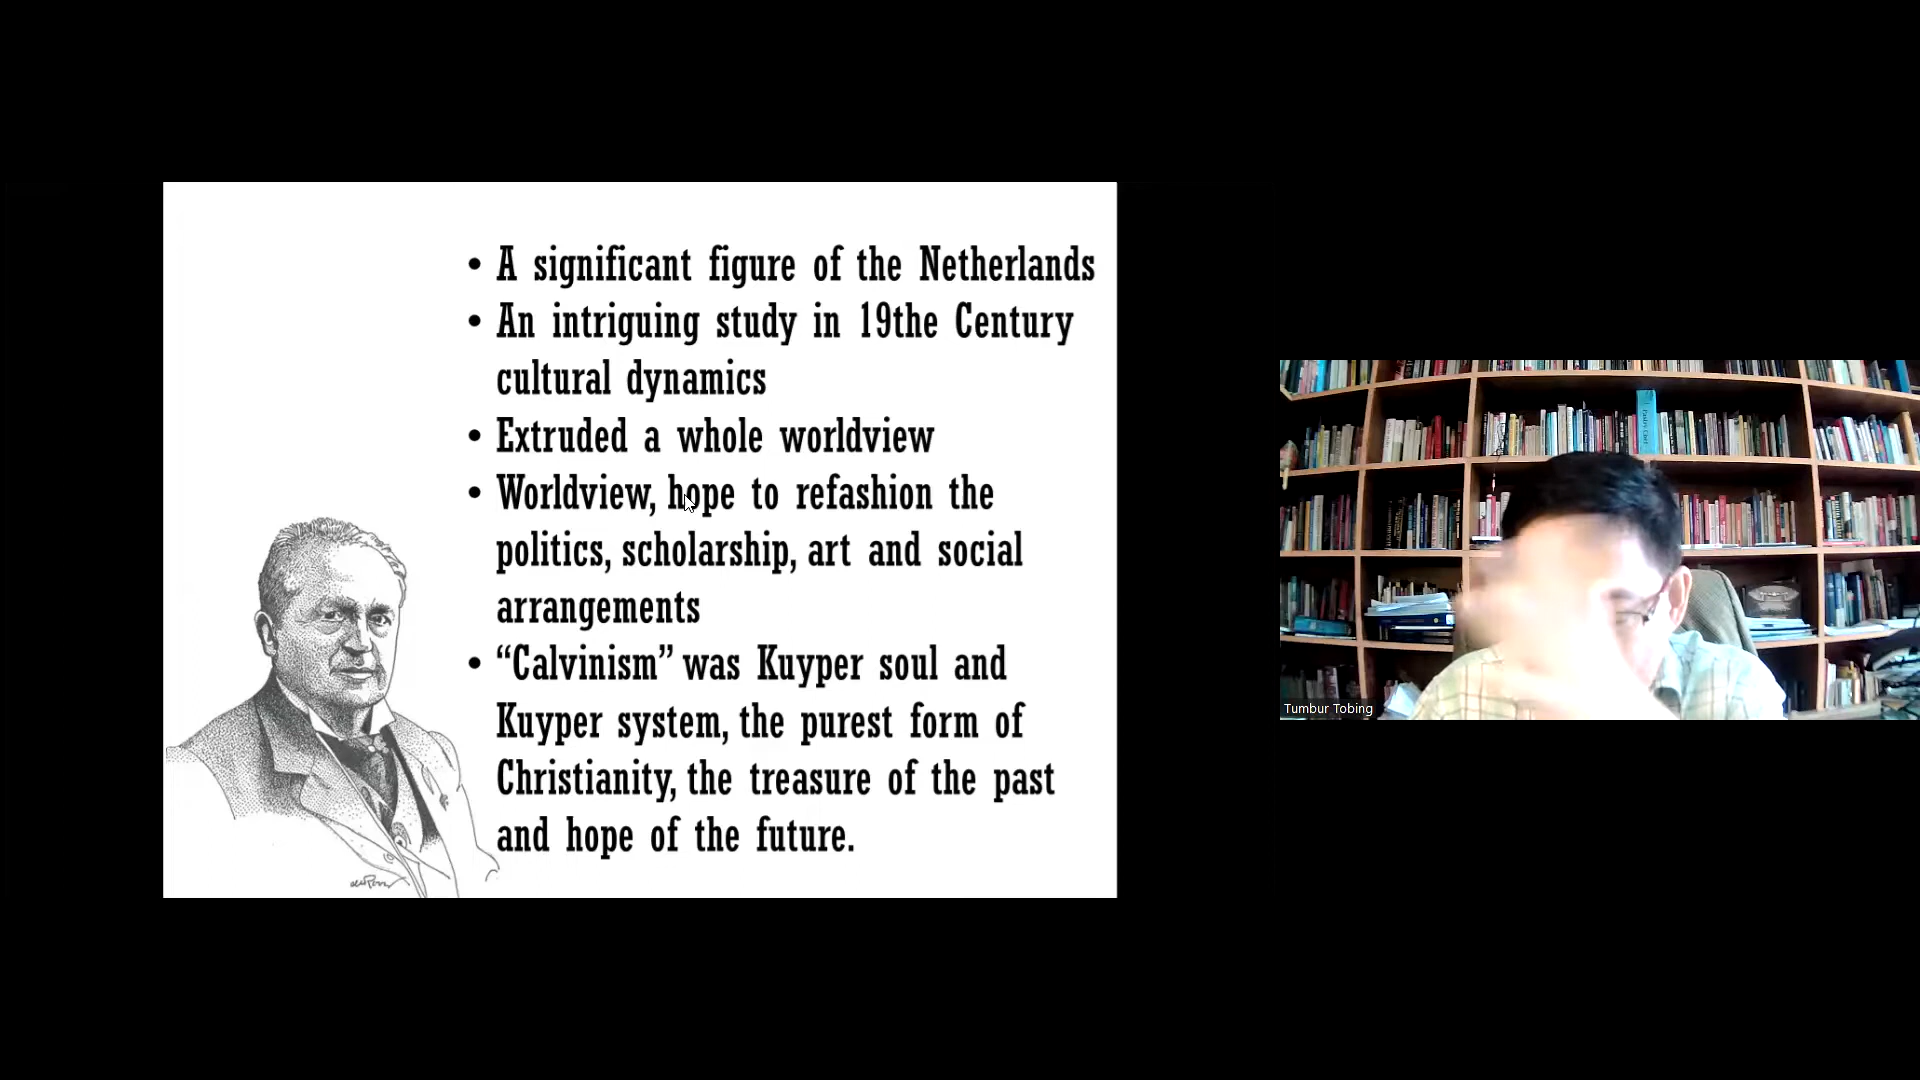 • A significant figure of the Netherlands
• An intriguing study in 19the Century
cultural dynamics
• Extruded a whole worldview
• Worldview, hope to refashion the
politics, scholarship, art and social
arrangements
• “Calvinism” was Kuyper soul and
Kuyper system, the purest form of
Christianity, the treasure of the past
and hope of the future.
Tumbur Tobing